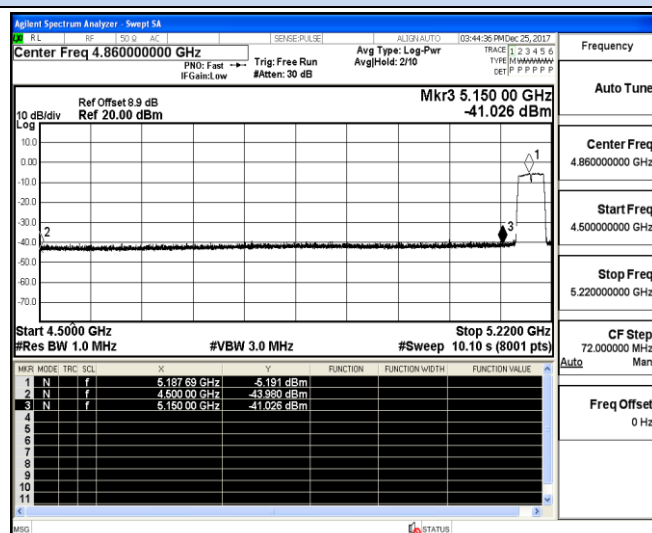 Agilent Spectrum Analyzer - Swept SA
RL RF 50 Ω AC SENSE:PULSE ALIGN AUTO 03:44:36 PM Dec 25, 2017
Center Freq 4.860000000 GHz
PNO: Fast
IFGain:Low
Trig: Free Run
#Atten: 30 dB
Avg Type: Log-Pwr
Avg|Hold: 2/10
TRACE 1 2 3 4 5 6
TYPE M WWWWW
DET P P P P P P
Mkr3 5.150 00 GHz
-41.026 dBm
10 dB/div
Log
Ref Offset 8.9 dB
Ref 20.00 dBm
10.0
0.00
-10.0
-20.0
-30.0
-40.0
-50.0
-60.0
-70.0
1
2
3
Start 4.5000 GHz
#Res BW 1.0 MHz
#VBW 3.0 MHz
Stop 5.2200 GHz
#Sweep 10.10 s (8001 pts)
MKR MODE TRC SCL X Y FUNCTION FUNCTION WIDTH FUNCTION VALUE
1 N f 5.187 69 GHz -5.191 dBm
2 N f 4.500 00 GHz -43.980 dBm
3 N f 5.150 00 GHz -41.026 dBm
4
5
6
7
8
9
10
11
MSG STATUS
Frequency
Auto Tune
Center Freq
4.860000000 GHz
Start Freq
4.500000000 GHz
Stop Freq
5.220000000 GHz
CF Step
72.000000 MHz
Auto Man
Freq Offset
0 Hz